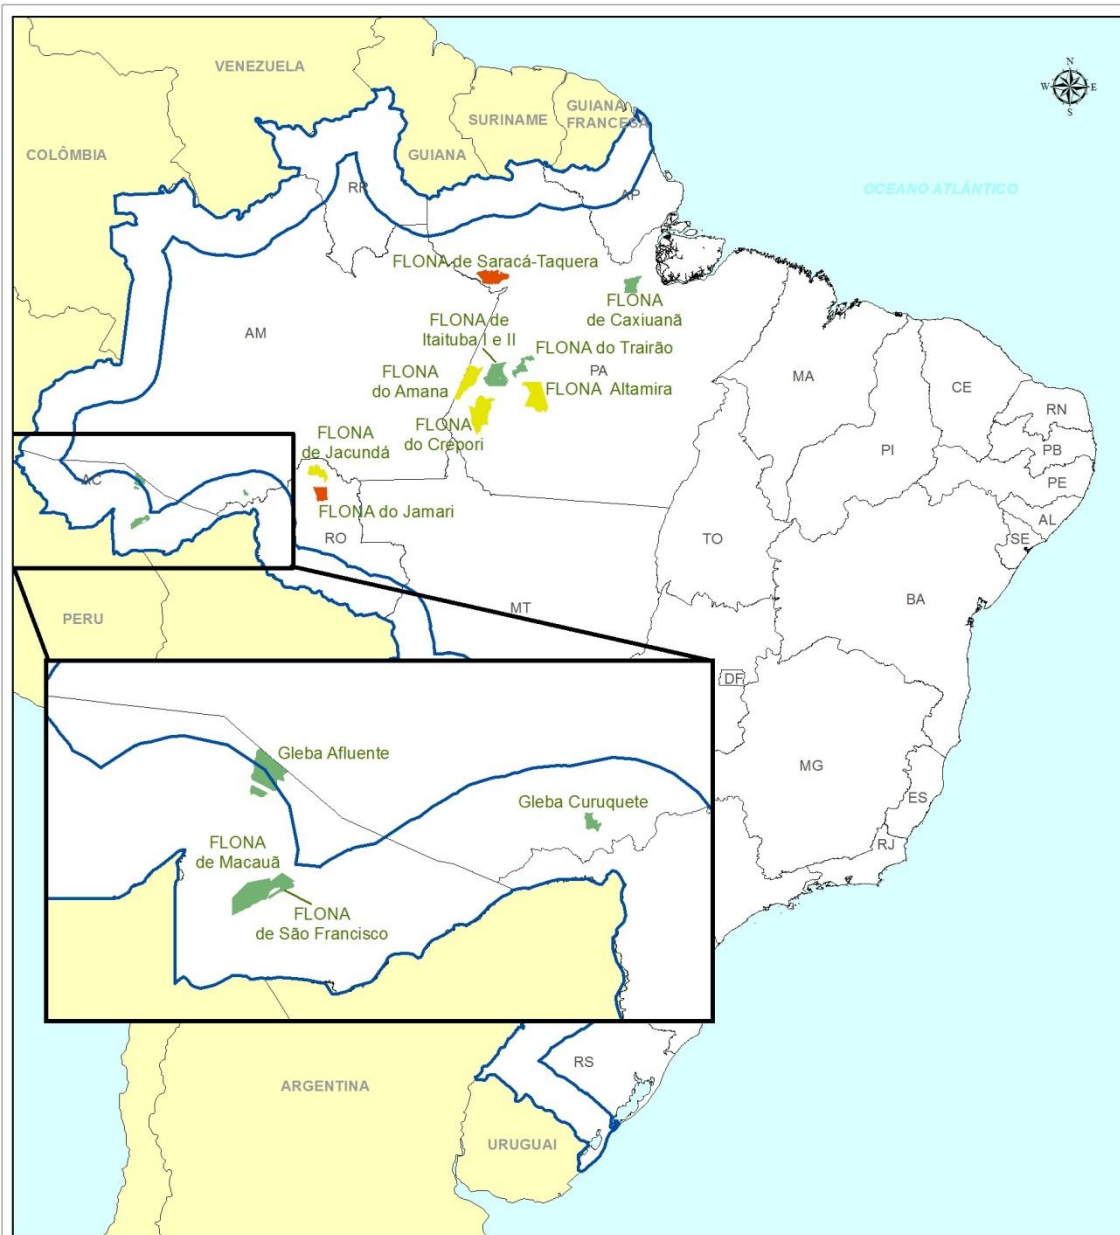 VENEZUELA
N
W
E
S
GUIANA
FRANCESA
SURINAME
COLÔMBIA
GUIANA
RR
AP
OCEANO ATLÂNTICO
FLONA de Saracá-Taquera
FLONA
de Caxiuanã
AM
FLONA de
Itaituba I e II
FLONA do Trairão
PA
FLONA
do Amana
FLONA Altamira
MA
CE
RN
FLONA
do Crepori
FLONA
de Jacundá
PI
PB
PE
AC
FLONA do Jamari
AL
SE
RO
TO
BA
MT
PERU
DF
Gleba Afluente
MG
ES
Gleba Curuquete
RJ
FLONA
de Macauã
FLONA
de São Francisco
RS
ARGENTINA
URUGUAI